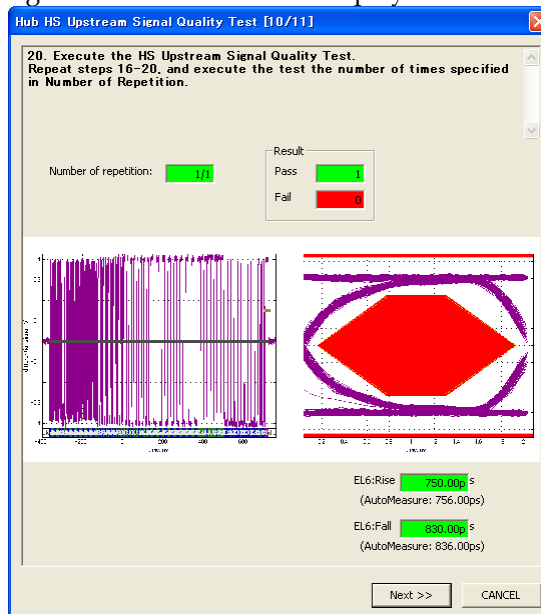 Hub HS Upstream Signal Quality Test [10/11]
20. Execute the HS Upstream Signal Quality Test.
Repeat steps 16-20, and execute the test the number of times specified
in Number of Repetition.
Result
Number of repetition: 1/1 Pass 1
Fail 0
EL6:Rise 750.00p s
(AutoMeasure: 756.00ps)
EL6:Fall 830.00p s
(AutoMeasure: 836.00ps)
Next >> CANCEL